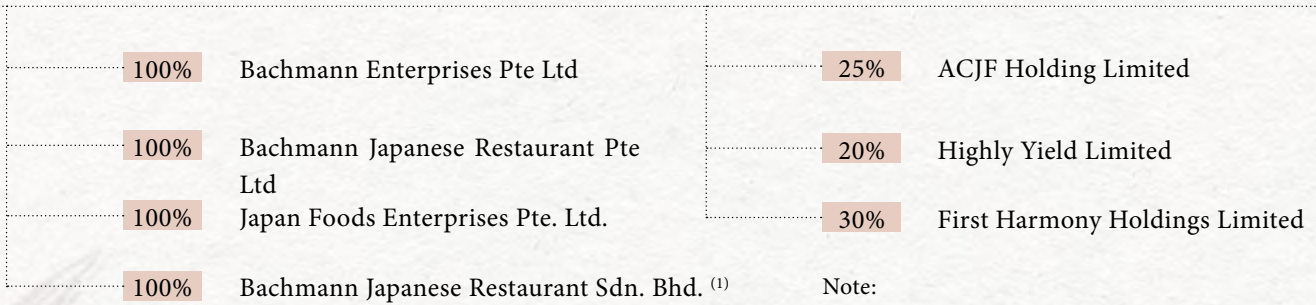 100% Bachmann Enterprises Pte Ltd
100% Bachmann Japanese Restaurant Pte
Ltd
100% Japan Foods Enterprises Pte. Ltd.
100% Bachmann Japanese Restaurant Sdn. Bhd. (1)
25% ACJF Holding Limited
20% Highly Yield Limited
30% First Harmony Holdings Limited
Note: